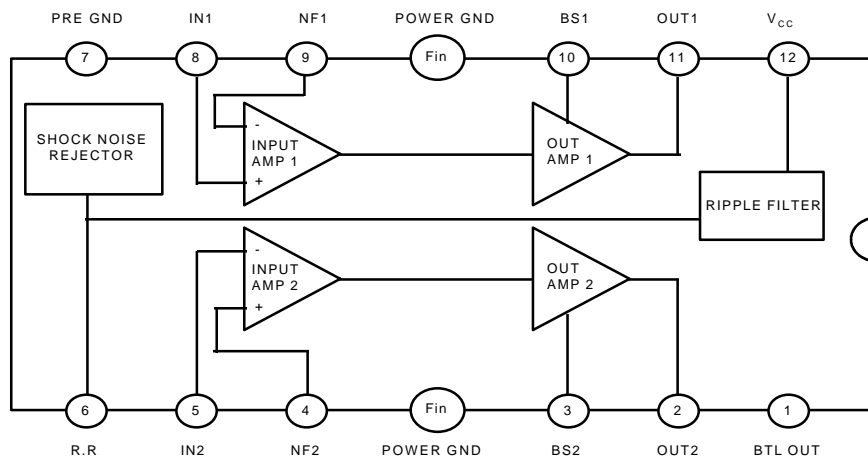 PRE GND IN1 NF1 POWER GND BS1 OUT1 VCC
7 8 9 Fin 10 11 12
SHOCK NOISE
REJECTOR
-
INPUT
AMP 1
+
OUT
AMP 1
RIPPLE FILTER
-
INPUT
AMP 2
+
OUT
AMP 2
6 5 4 Fin 3 2 1
R.R IN2 NF2 POWER GND BS2 OUT2 BTL OUT